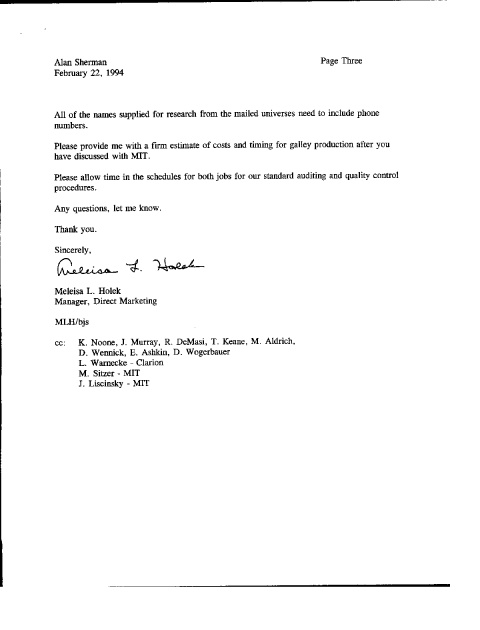 Alan Sherman Page Three
February 22, 1994
All of the names supplied for research from the mailed universes need to include phone
numbers.
Please provide me with a firm estimate of costs and timing for galley production after you
have discussed with MIT.
Please allow time in the schedules for both jobs for our standard auditing and quality control
procedures.
Any questions, let me know.
Thank you.
Sincerely,
Meleisa L. Holek
Meleisa L. Holek
Manager, Direct Marketing
MLH/bjs
cc: K. Noone, J. Murray, R. DeMasi, T. Keane, M. Aldrich,
D. Wennick, E. Ashkin, D. Wogerbauer
L. Warnecke - Clarion
M. Sitzer - MIT
J. Liscinsky - MIT